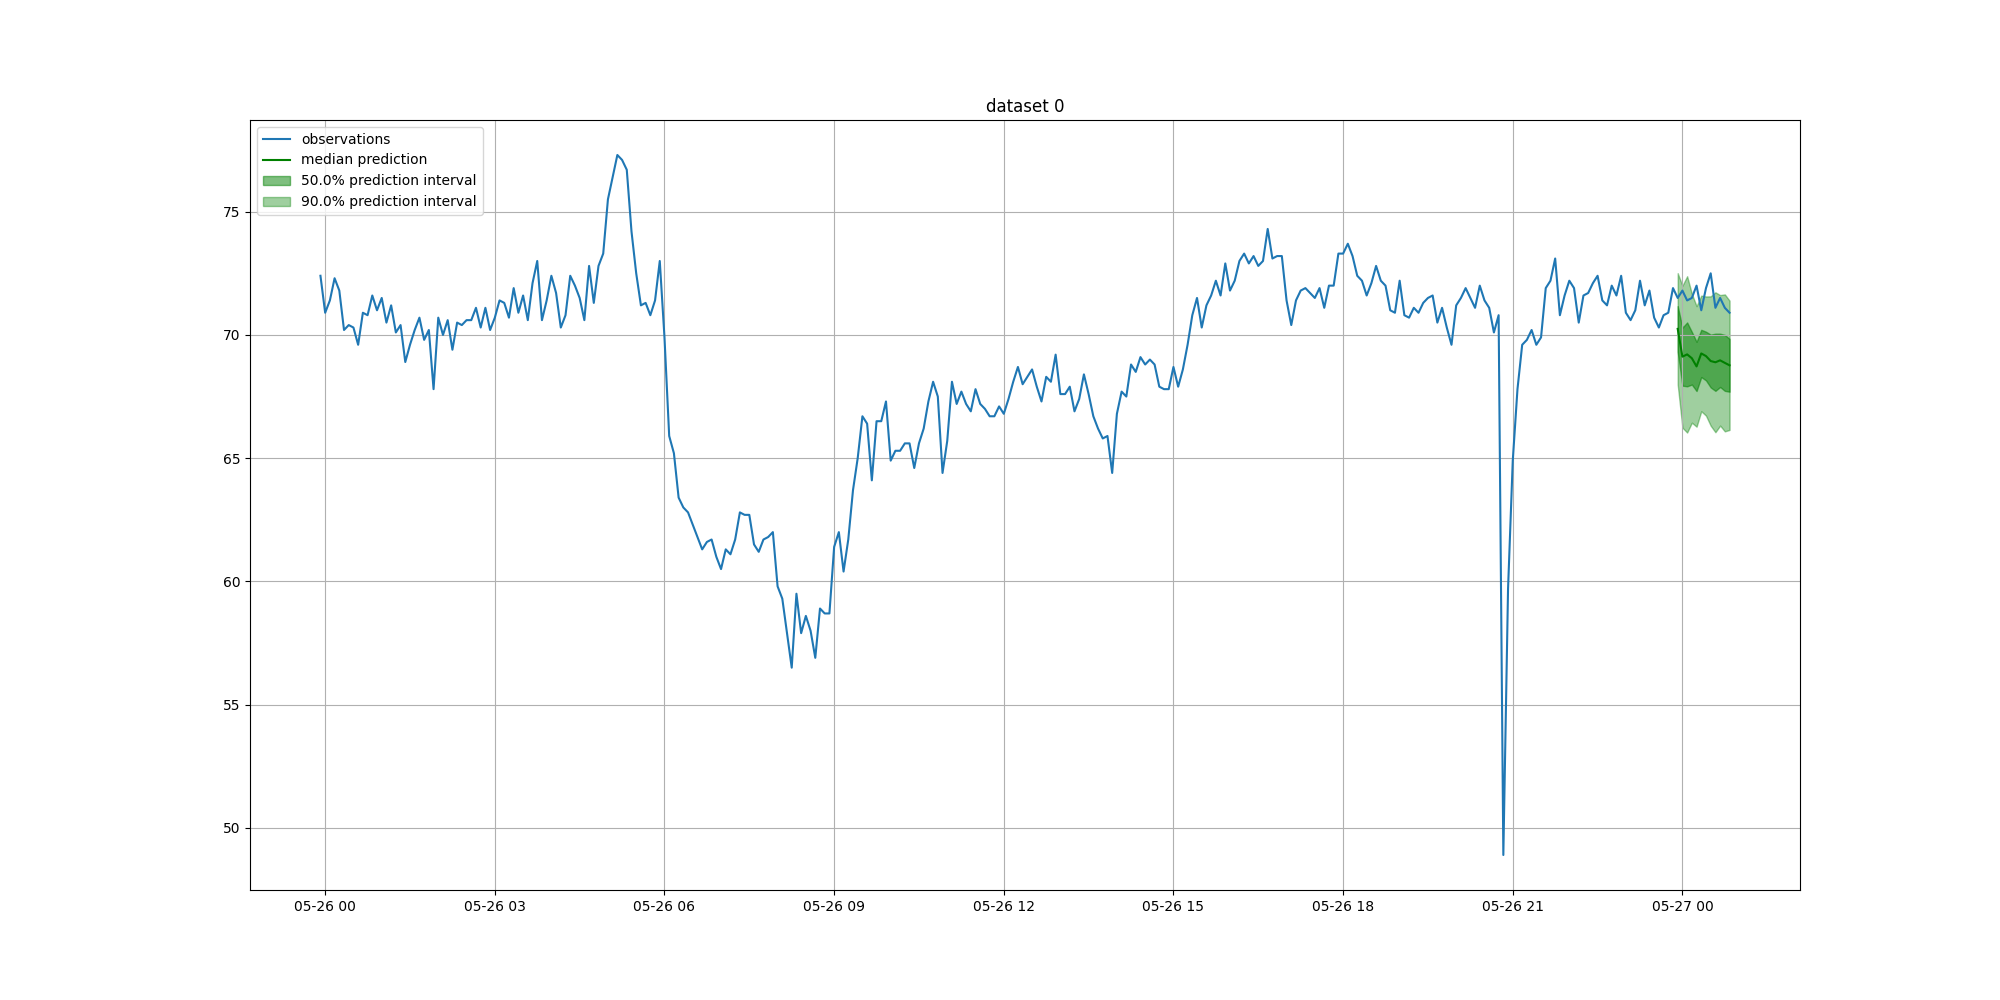 dataset 0
observations
median prediction
50.0% prediction interval
90.0% prediction interval
75
70
65
60
55
50
05-26 00 05-26 03 05-26 06 05-26 09 05-26 12 05-26 15 05-26 18 05-26 21 05-27 00